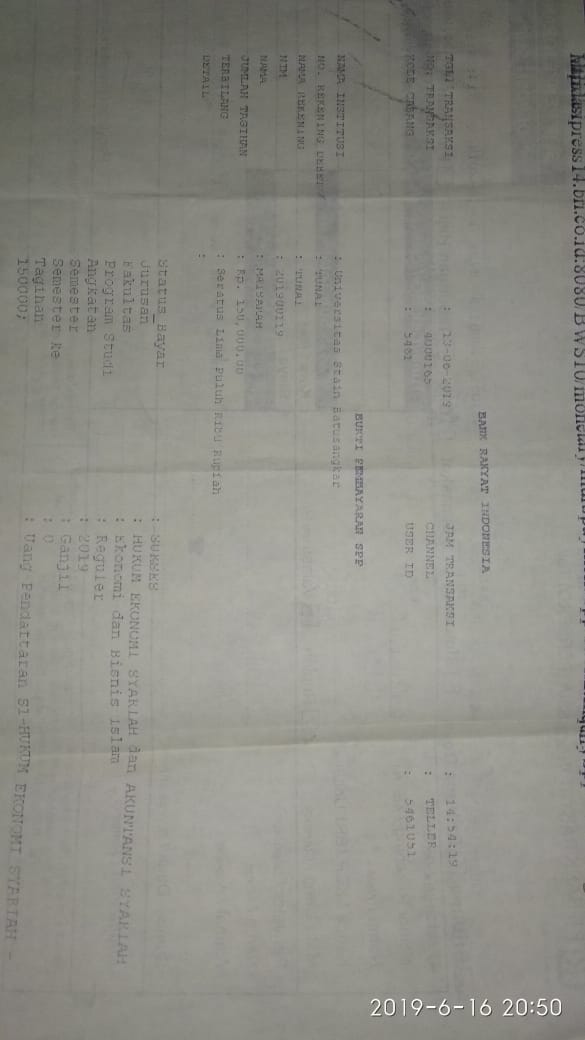 BANK RAKYAT INDONESIA
TGL. TRANSAKSI : 13-06-2019 JAM TRANSAKSI : 14:54:19
NO. TRANSAKSI : 4000165 CHANNEL : TELLER
KODE CABANG : 5461 USER ID : 5461051
BUKTI PEMBAYARAN SPP
NAMA INSTITUSI : Universitas Stain Batusangkar
NO. REKENING DEBET : TUNAI
NAMA REKENING : TUNAI
NIM : 201900119
NAMA : MAISARAH
JUMLAH TAGIHAN : Rp. 150,000.00
TERBILANG : Seratus Lima Puluh Ribu Rupiah
DETAIL :
Status Bayar : SUKSES
Jurusan : HUKUM EKONOMI SYARIAH dan AKUNTANSI SYARIAH
Fakultas : Ekonomi dan Bisnis Islam
Program Studi : Reguler
Angkatan : 2019
Semester : Ganjil
Semester Ke : 0
Tagihan : Uang Pendaftaran S1-HUKUM EKONOMI SYARIAH -
150000;
2019-6-16 20:50